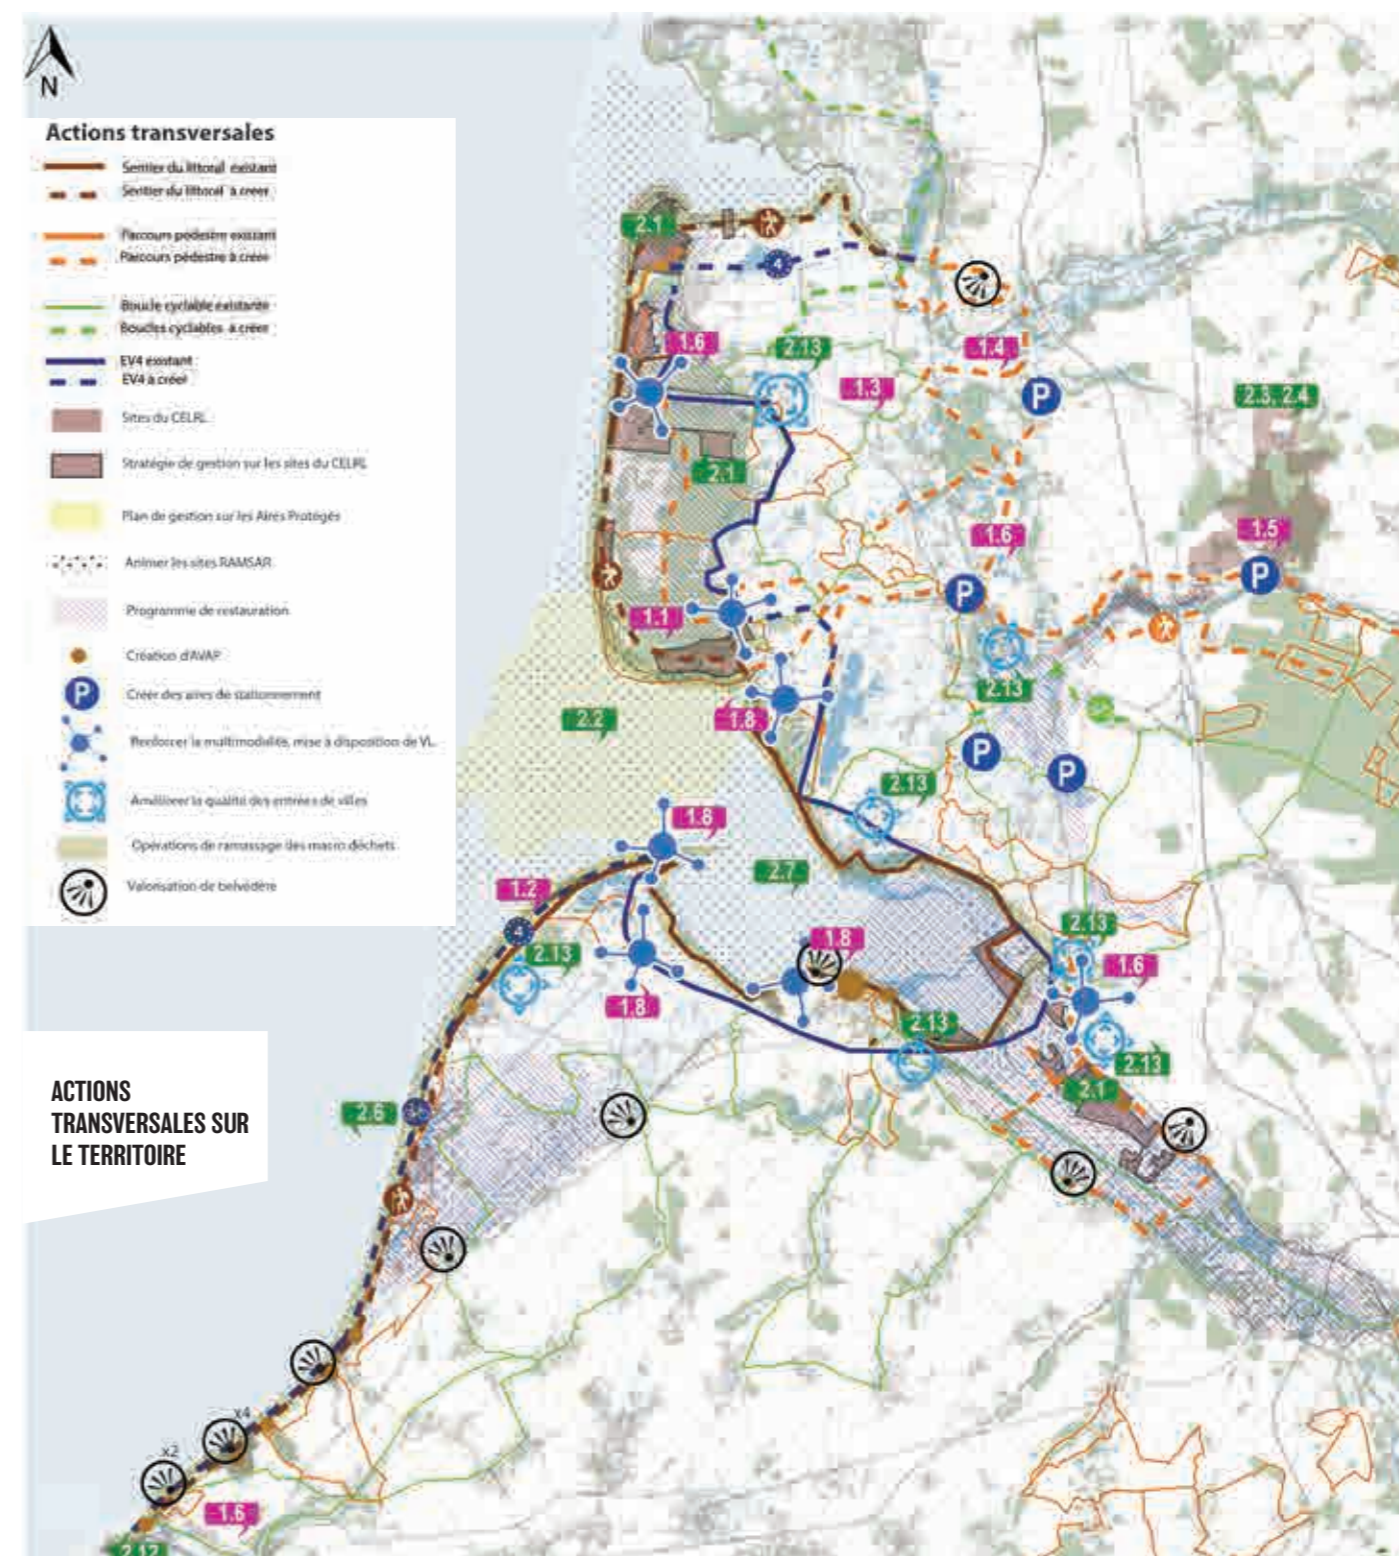 N
Actions transversales
Sentier du littoral existant
Sentier du littoral à créer
Parcours pédestre existant
Parcours pédestre à créer
Boucle cyclable existante
Boucles cyclables à créer
EV4 existant
EV4 à créer
Sites du CELRL
Stratégie de gestion sur les sites du CELRL
Plan de gestion sur les Aires Protégés
Animer les sites RAMSAR
Programme de restauration
Création d'AVAP
P
Créer des aires de stationnement
Renforcer la multimodalité, mise à disposition de VL
Améliorer la qualité des entrées de villes
Opérations de ramassage des macro déchets
Valorisation de belvédère
ACTIONS
TRANSVERSALES SUR
LE TERRITOIRE
2.1
4
1.6
2.13
1.4
1.3
P
2.3, 2.4
2.1
1.6
1.5
P
P
1.1
2.13
2.2
1.8
P
P
2.13
1.8
2.7
1.2
4
2.13
1.8
2.13
1.6
1.8
2.13
2.13
2.1
2.6
x4
x2
1.6
2.12